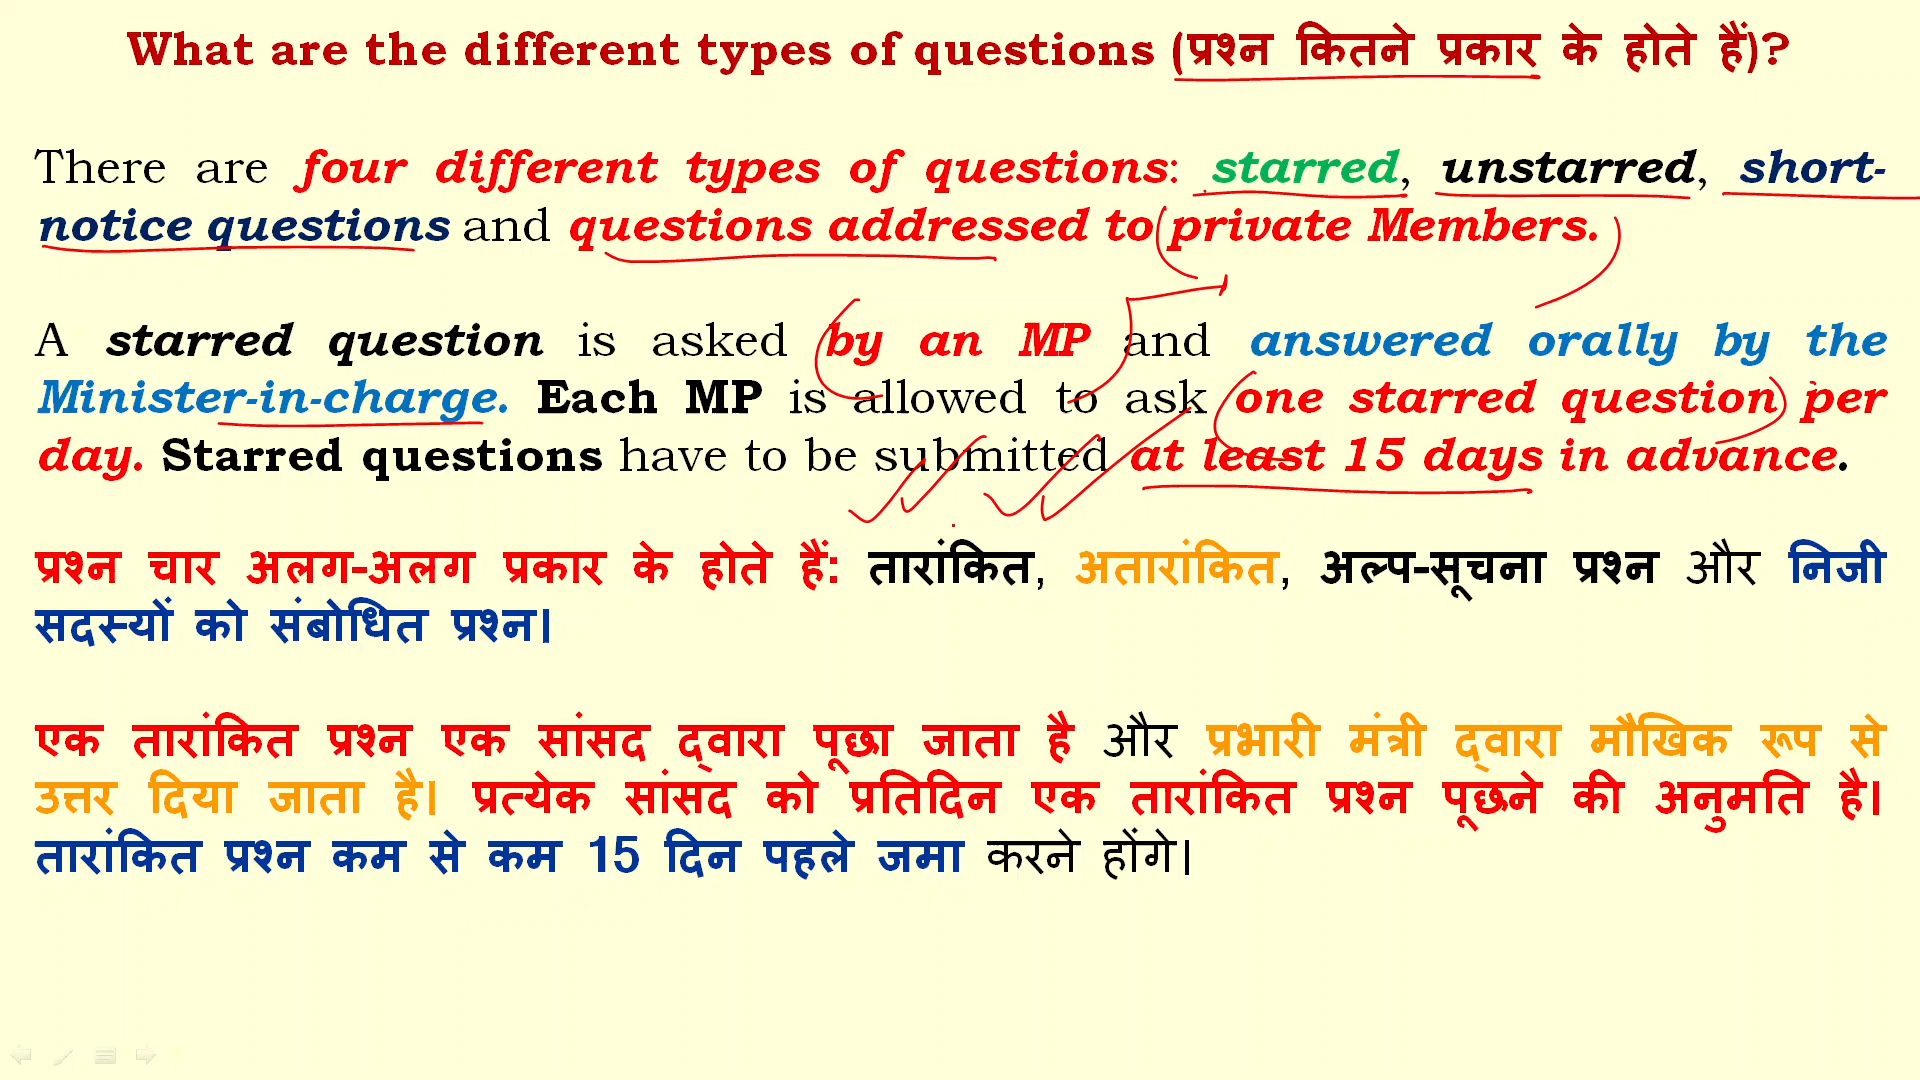 What are the different types of questions (प्रश्न कितने प्रकार के होते हैं)?
There are four different types of questions: starred, unstarred, short-
notice questions and questions addressed to private Members.
A starred question is asked by an MP and answered orally by the
Minister-in-charge. Each MP is allowed to ask one starred question per
day. Starred questions have to be submitted at least 15 days in advance.
प्रश्न चार अलग-अलग प्रकार के होते हैं: तारांकित, अतारांकित, अल्प-सूचना प्रश्न और निजी
सदस्यों को संबोधित प्रश्न।
एक तारांकित प्रश्न एक सांसद द्वारा पूछा जाता है और प्रभारी मंत्री द्वारा मौखिक रूप से
उत्तर दिया जाता है। प्रत्येक सांसद को प्रतिदिन एक तारांकित प्रश्न पूछने की अनुमति है।
तारांकित प्रश्न कम से कम 15 दिन पहले जमा करने होंगे।